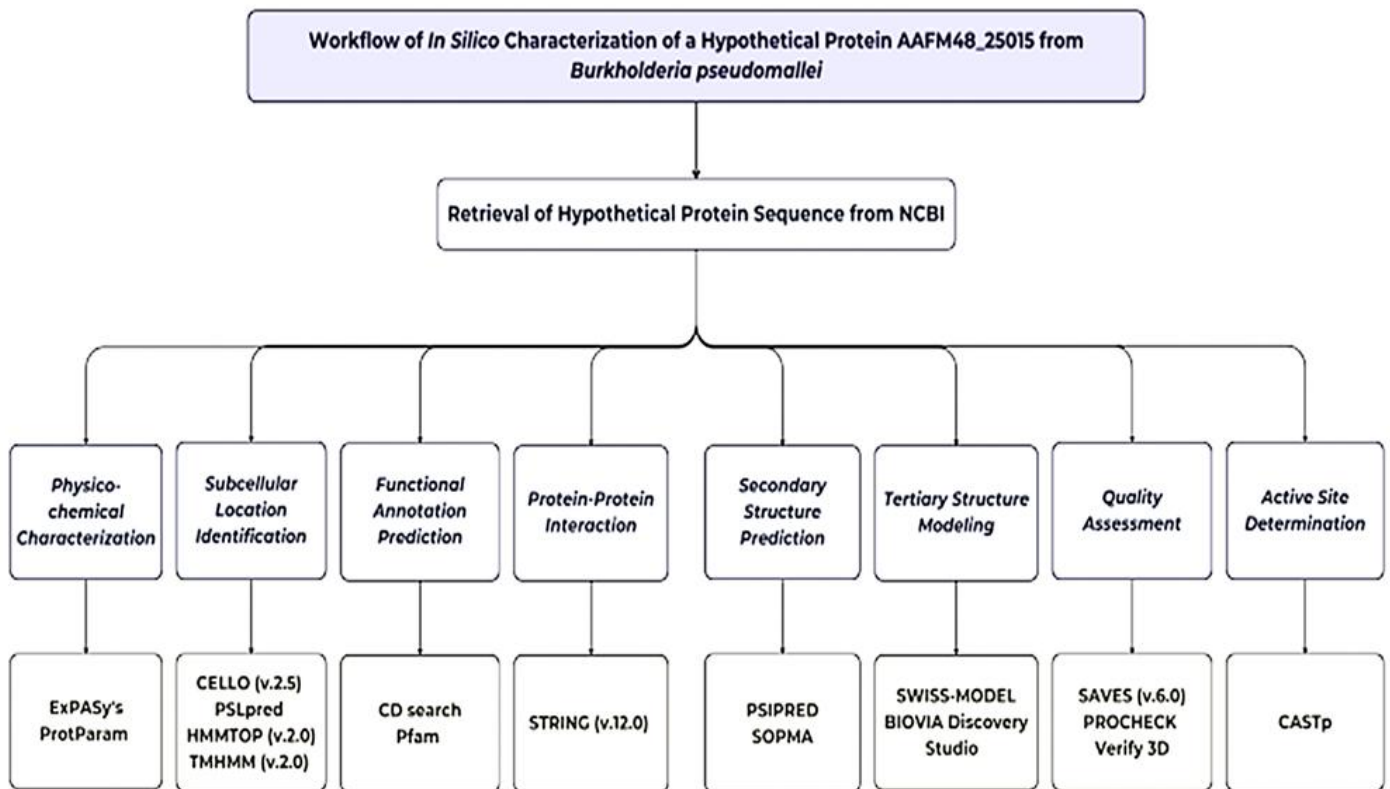 Workflow of In Silico Characterization of a Hypothetical Protein AAFM48_25015 from
Burkholderia pseudomallei
Retrieval of Hypothetical Protein Sequence from NCBI
Physico-
chemical
Characterization
Subcellular
Location
Identification
Functional
Annotation
Prediction
Protein-Protein
Interaction
Secondary
Structure
Prediction
Tertiary Structure
Modeling
Quality
Assessment
Active Site
Determination
ExPASy's
ProtParam
CELLO (v.2.5)
PSLpred
HMMTOP (v.2.0)
TMHMM (v.2.0)
CD search
Pfam
STRING (v.12.0)
PSIPRED
SOPMA
SWISS-MODEL
BIOVIA Discovery
Studio
SAVES (v.6.0)
PROCHECK
Verify 3D
CASTp